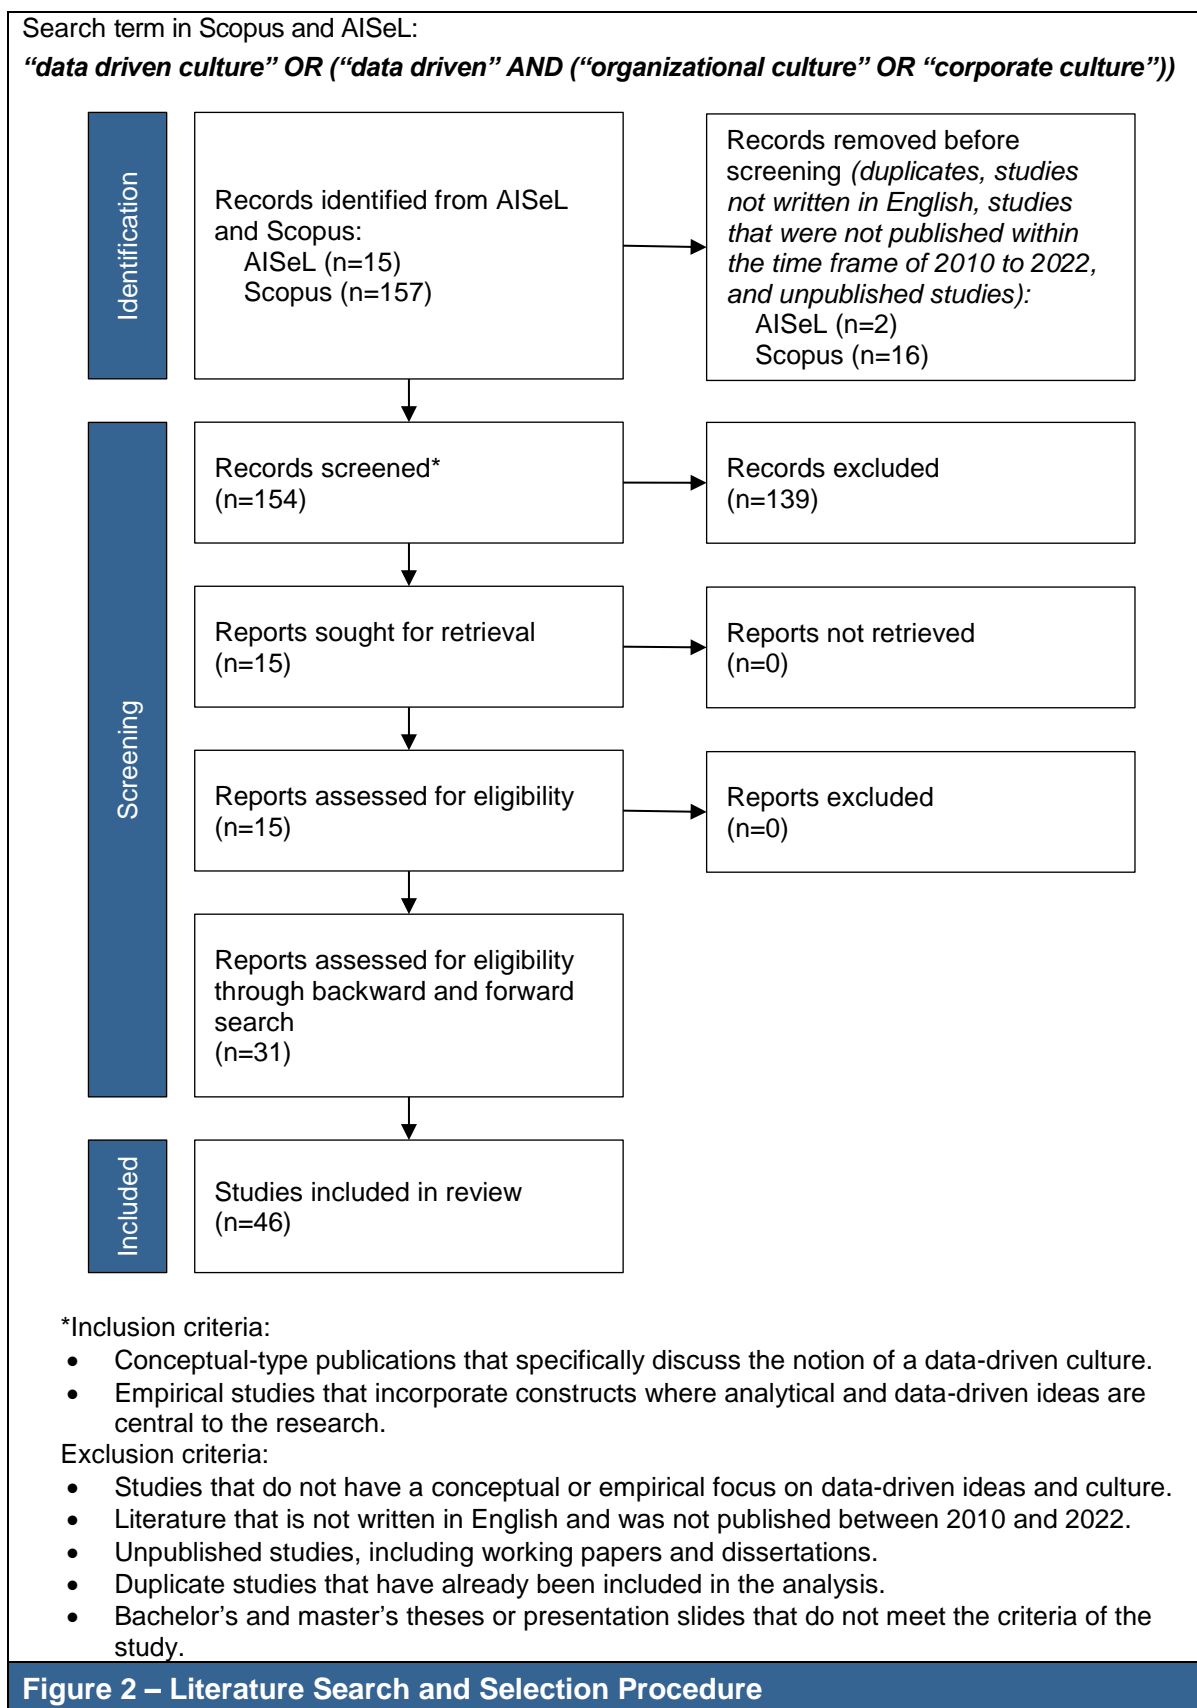 Search term in Scopus and AISeL:
“data driven culture” OR (“data driven” AND (“organizational culture” OR “corporate culture”))
Identification
Records identified from AISeL
and Scopus:
AISeL (n=15)
Scopus (n=157)
Records removed before
screening (duplicates, studies
not written in English, studies
that were not published within
the time frame of 2010 to 2022,
and unpublished studies):
AISeL (n=2)
Scopus (n=16)
Screening
Records screened*
(n=154)
Records excluded
(n=139)
Reports sought for retrieval
(n=15)
Reports not retrieved
(n=0)
Reports assessed for eligibility
(n=15)
Reports excluded
(n=0)
Reports assessed for eligibility
through backward and forward
search
(n=31)
Included
Studies included in review
(n=46)
*Inclusion criteria:
• Conceptual-type publications that specifically discuss the notion of a data-driven culture.
• Empirical studies that incorporate constructs where analytical and data-driven ideas are
central to the research.
Exclusion criteria:
• Studies that do not have a conceptual or empirical focus on data-driven ideas and culture.
• Literature that is not written in English and was not published between 2010 and 2022.
• Unpublished studies, including working papers and dissertations.
• Duplicate studies that have already been included in the analysis.
• Bachelor’s and master’s theses or presentation slides that do not meet the criteria of the
study.
Figure 2 – Literature Search and Selection Procedure